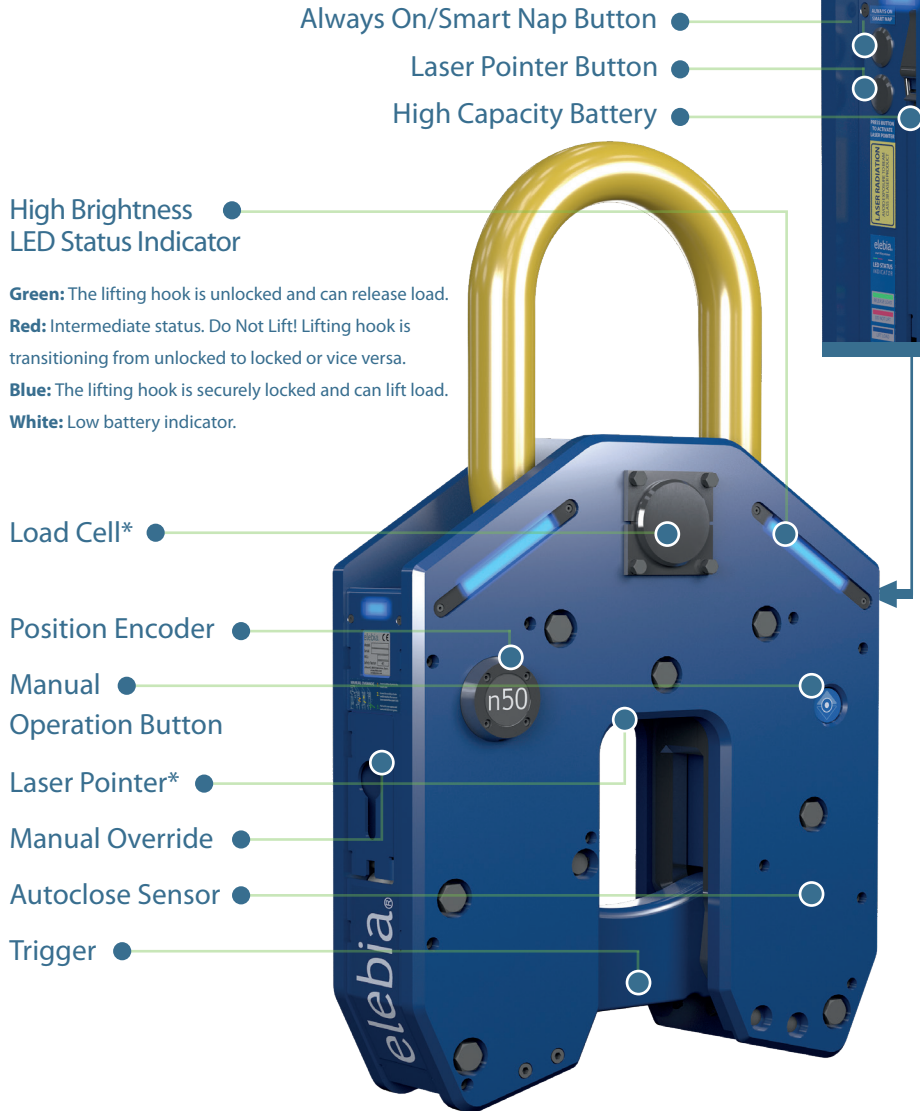 Always On/Smart Nap Button
Laser Pointer Button
High Capacity Battery
ALWAYS ON
SMART NAP
PRESS BUTTON
TO ACTIVATE
LASER POINTER
LASER RADIATION
elebia.
LED STATUS
INDICATOR
High Brightness
LED Status Indicator
Green: The lifting hook is unlocked and can release load.
Red: Intermediate status. Do Not Lift! Lifting hook is
transitioning from unlocked to locked or vice versa.
Blue: The lifting hook is securely locked and can lift load.
White: Low battery indicator.
Load Cell*
Position Encoder
Manual
Operation Button
Laser Pointer*
Manual Override
Autoclose Sensor
Trigger
elebia. CE
n50
elebia®